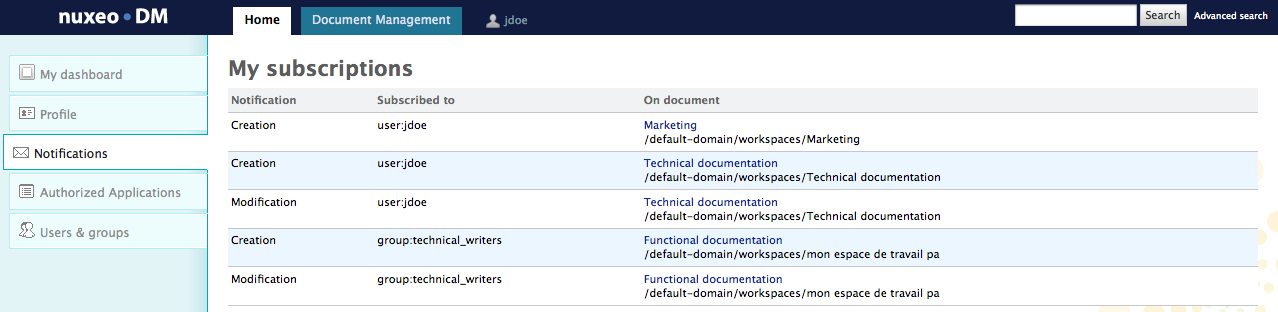 nuxeo • DM Home Document Management jdoe Search Advanced search
My dashboard
Profile
Notifications
Authorized Applications
Users & groups
My subscriptions
Notification Subscribed to On document
Creation user:jdoe Marketing
/default-domain/workspaces/Marketing
Creation user:jdoe Technical documentation
/default-domain/workspaces/Technical documentation
Modification user:jdoe Technical documentation
/default-domain/workspaces/Technical documentation
Creation group:technical_writers Functional documentation
/default-domain/workspaces/mon espace de travail pa
Modification group:technical_writers Functional documentation
/default-domain/workspaces/mon espace de travail pa